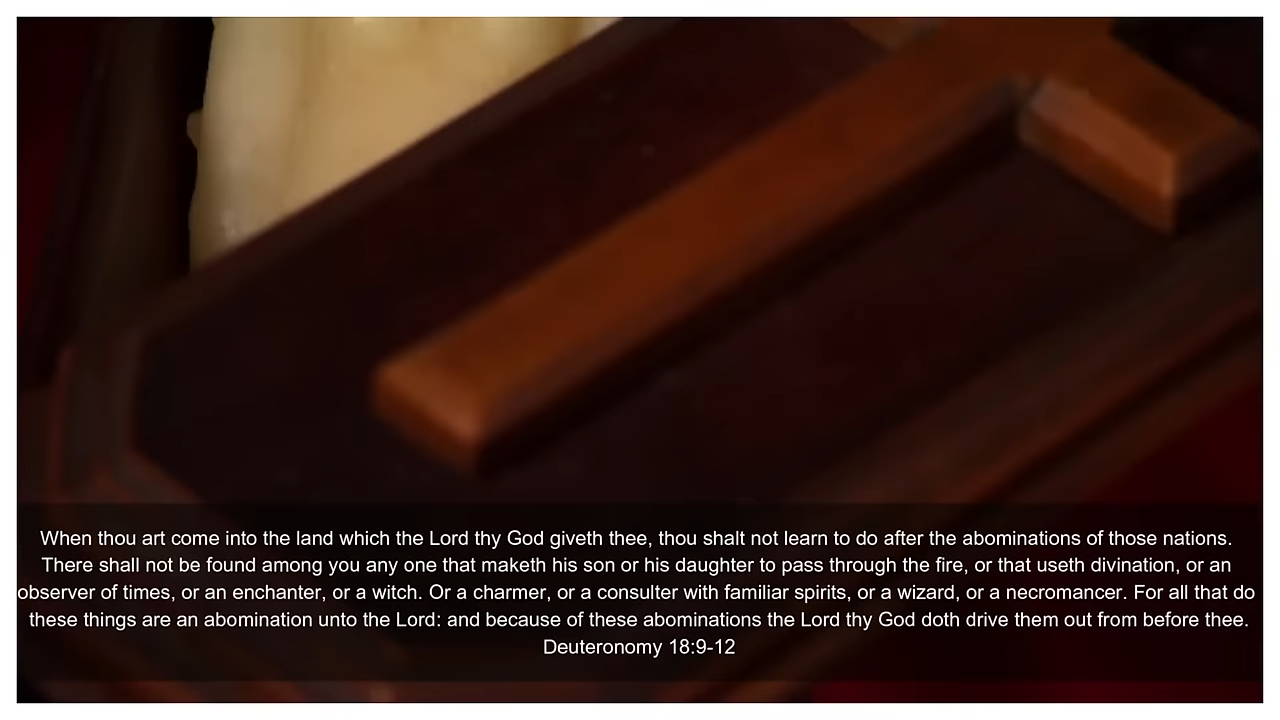 When thou art come into the land which the Lord thy God giveth thee, thou shalt not learn to do after the abominations of those nations.
There shall not be found among you any one that maketh his son or his daughter to pass through the fire, or that useth divination, or an
observer of times, or an enchanter, or a witch. Or a charmer, or a consulter with familiar spirits, or a wizard, or a necromancer. For all that do
these things are an abomination unto the Lord: and because of these abominations the Lord thy God doth drive them out from before thee.
Deuteronomy 18:9-12